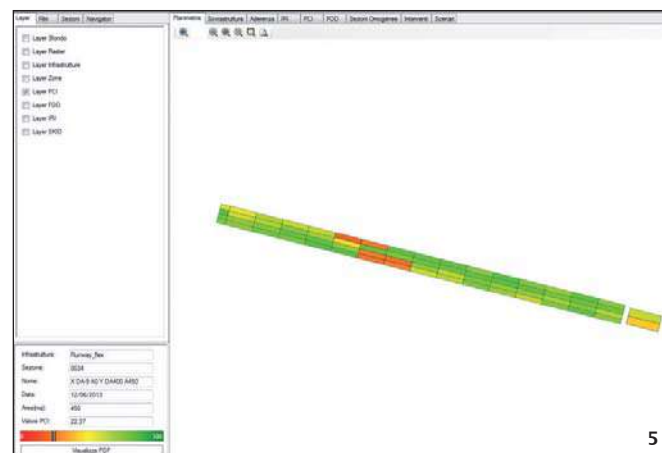 Layer Film Sezioni Navigator
Planimetria Sovrastruttura Aderenza IRI PCI FOD Sezioni Omogenee Interventi Scenari
Layer Sfondo
Layer Raster
Layer Infrastrutture
Layer Zone
Layer PCI
Layer FOD
Layer IRI
Layer SKID
Infrastruttura: Runway_flex
Sezione: 0034
Nome:
Data: 12/06/2013
Area(mq): 450
Valore PCI: 22.37
0 100
Visualizza PDF
5